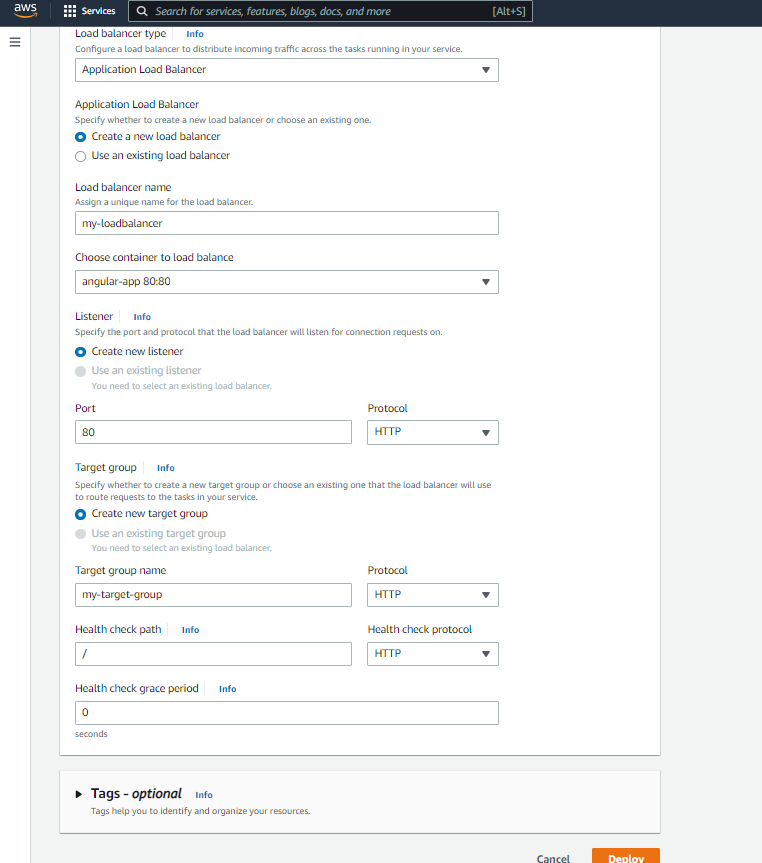 aws
Services
Search for services, features, blogs, docs, and more
[Alt+S]
Load balancer type
Info
Configure a load balancer to distribute incoming traffic across the tasks running in your service.
Application Load Balancer
Application Load Balancer
Specify whether to create a new load balancer or choose an existing one.
Create a new load balancer
Use an existing load balancer
Load balancer name
Assign a unique name for the load balancer.
my-loadbalancer
Choose container to load balance
angular-app 80:80
Listener
Info
Specify the port and protocol that the load balancer will listen for connection requests on.
Create new listener
Use an existing listener
You need to select an existing load balancer.
Port
Protocol
80
HTTP
Target group
Info
Specify whether to create a new target group or choose an existing one that the load balancer will use
to route requests to the tasks in your service.
Create new target group
Use an existing target group
You need to select an existing load balancer.
Target group name
Protocol
my-target-group
HTTP
Health check path
Info
Health check protocol
/
HTTP
Health check grace period
Info
0
seconds
Tags - optional
Info
Tags help you to identify and organize your resources.
Cancel
Deploy